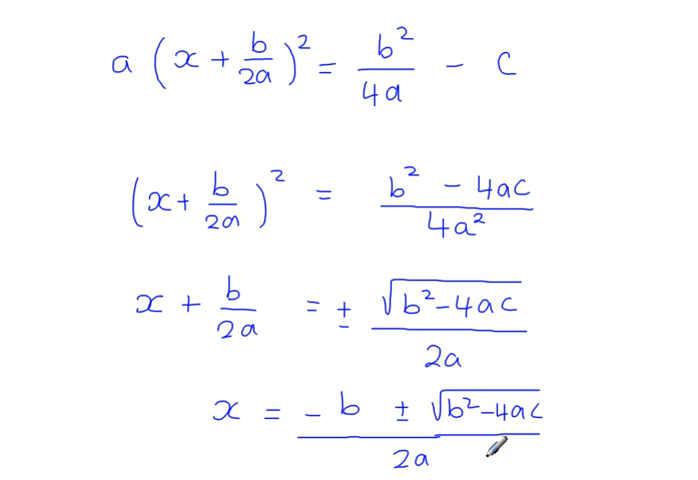 a (x + b/2a)² = b²/4a - c
(x + b/2a)² = b² - 4ac/4a²
x + b/2a = ± √b²-4ac/2a
x = -b ± √b²-4ac/2a